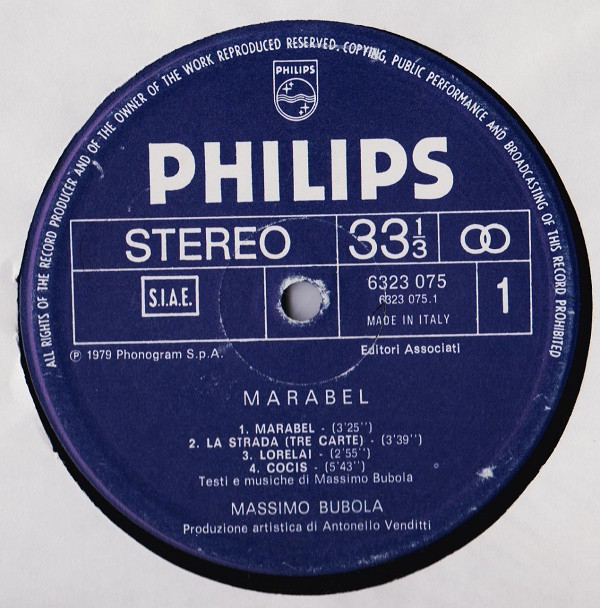 ALL RIGHTS OF THE RECORD PRODUCER AND OF THE OWNER OF THE WORK REPRODUCED RESERVED. COPYING, PUBLIC PERFORMANCE AND BROADCASTING OF THIS RECORD PROHIBITED
PHILIPS
PHILIPS
STEREO 33 1/3
S.I.A.E. 6323 075 1
6323 075.1
MADE IN ITALY
℗ 1979 Phonogram S.p.A. Editori Associati
MARABEL
1. MARABEL - (3'25'')
2. LA STRADA (TRE CARTE) - (3'39'')
3. LORELAI - (2'55'')
4. COCIS - (5'43'')
Testi e musiche di Massimo Bubola
MASSIMO BUBOLA
Produzione artistica di Antonello Venditti